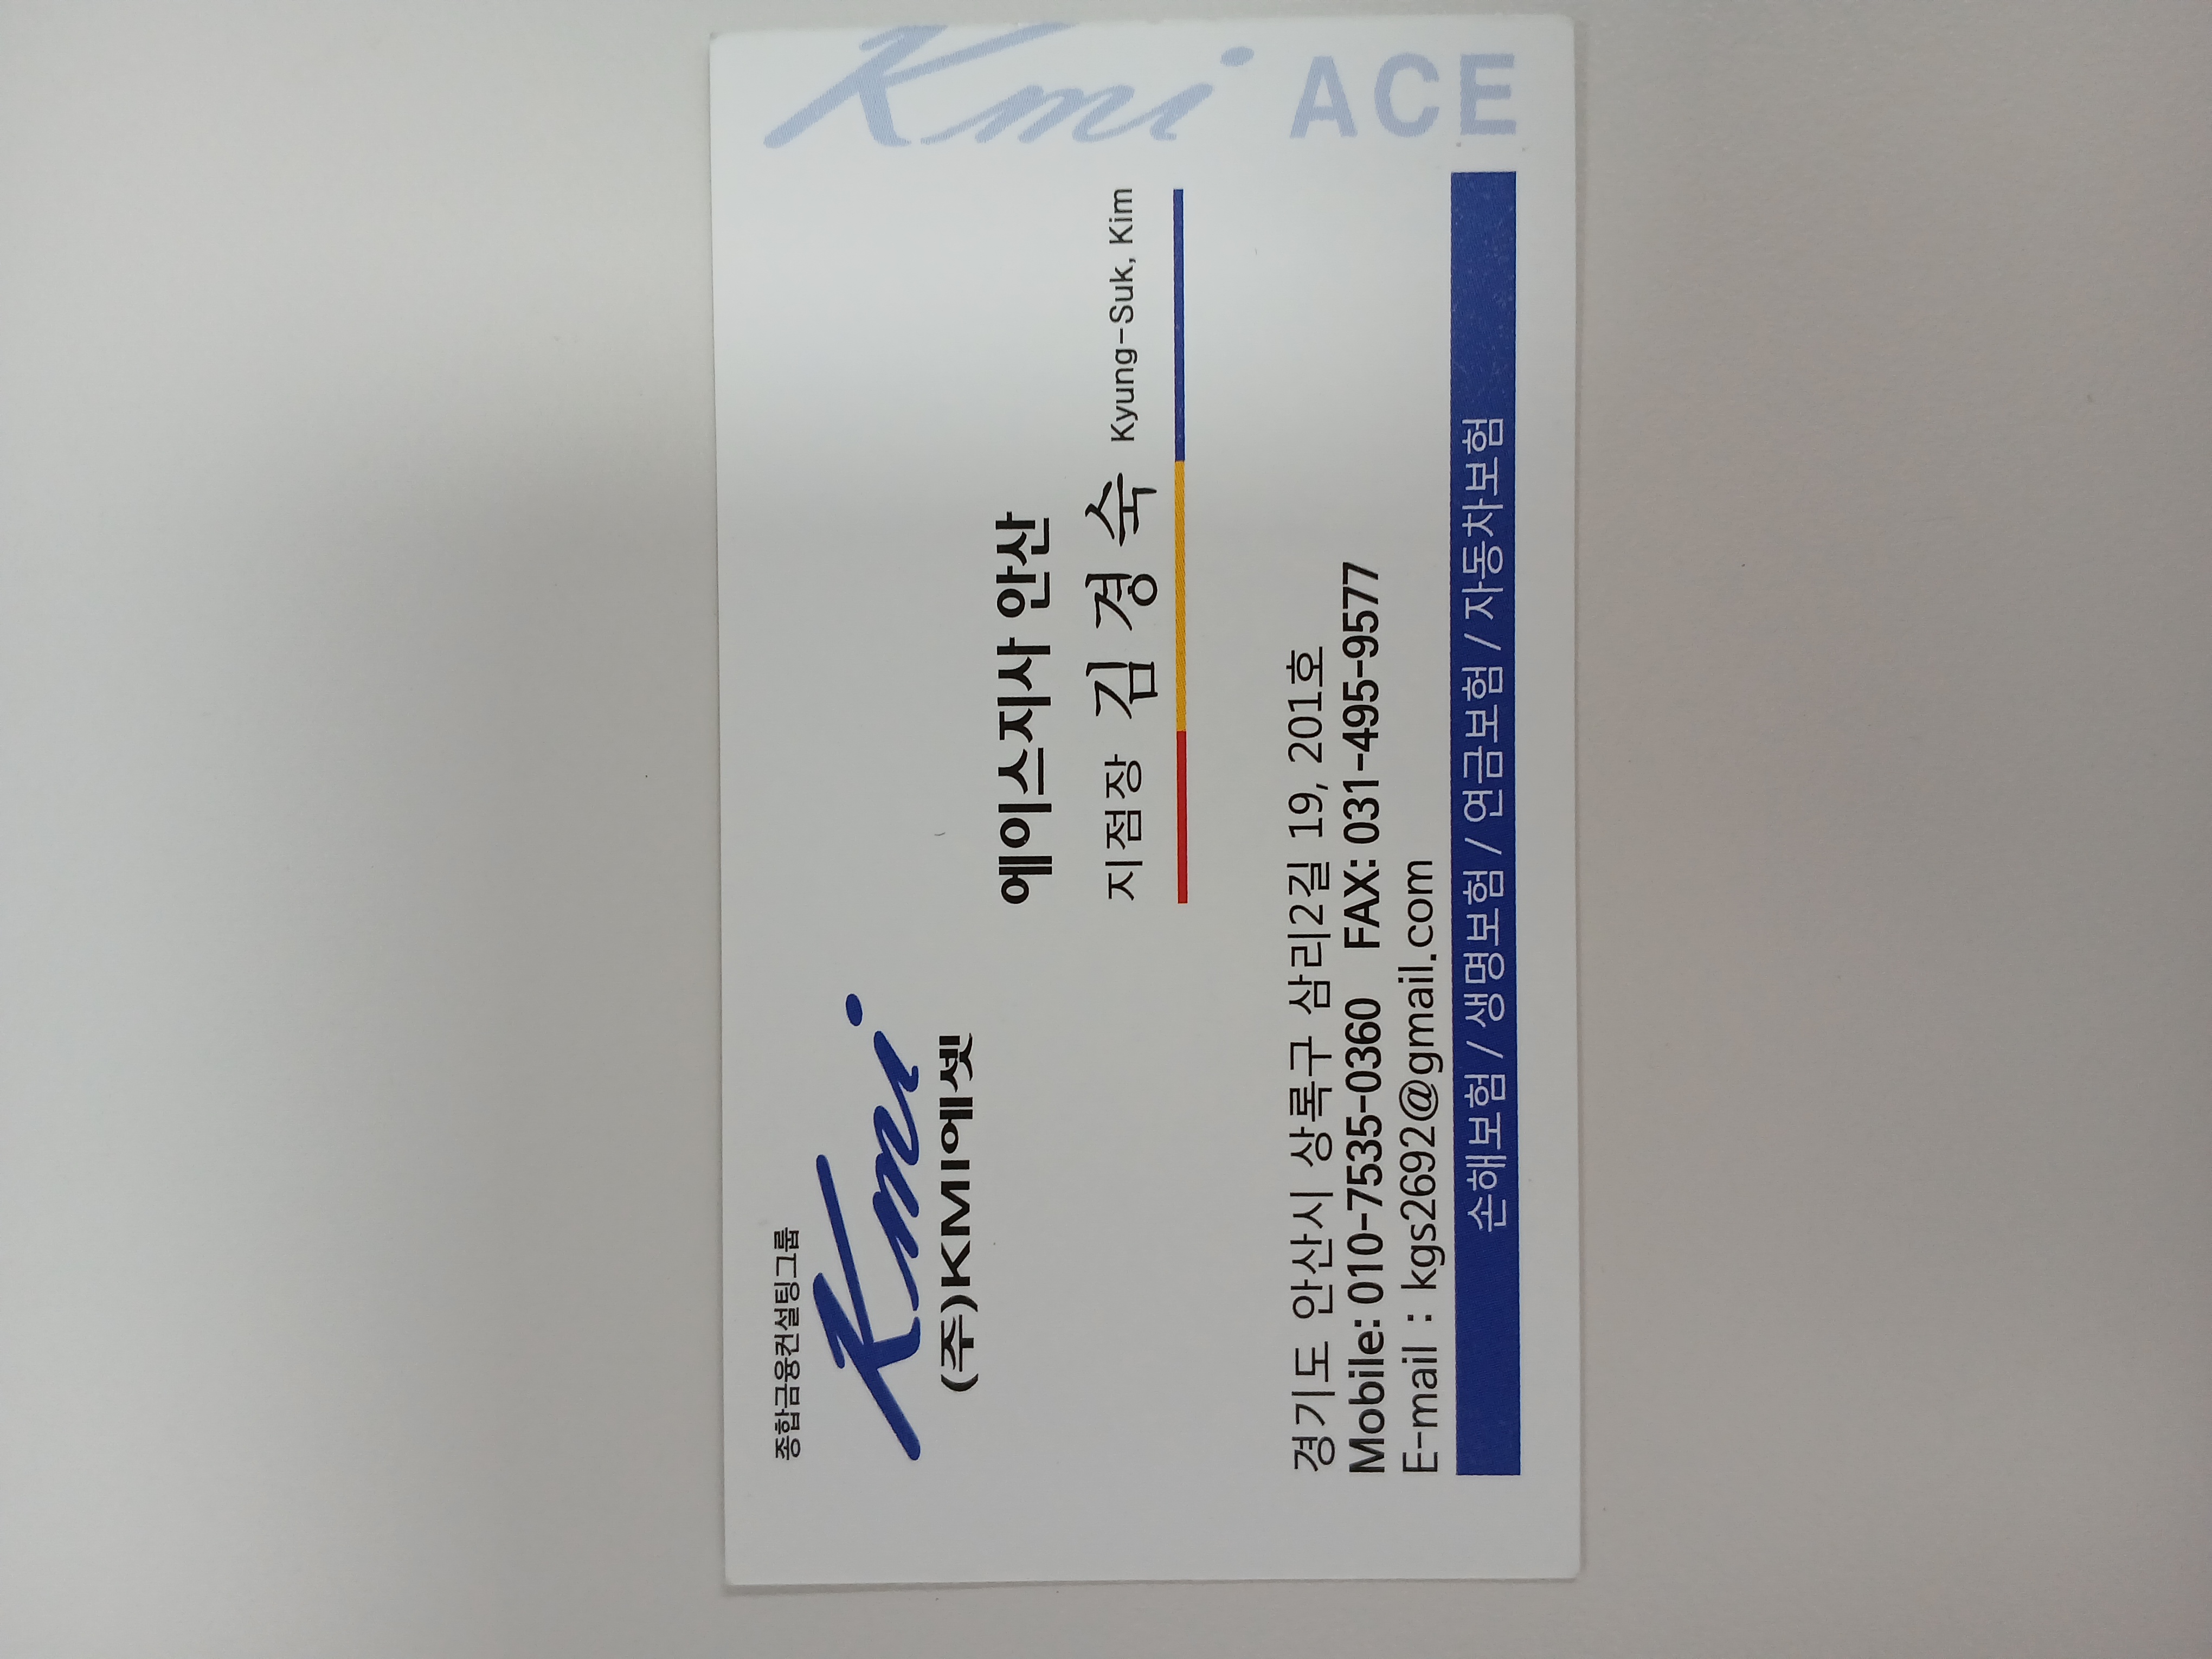 Kmi ACE
종합금융컨설팅그룹
Kmi
(주)KMI에셋
에이스지사 안산
지점장 김경숙 Kyung-Suk, Kim
경기도 안산시 상록구 삼리2길 19, 201호
Mobile: 010-7535-0360 FAX: 031-495-9577
E-mail : kgs2692@gmail.com
손해보험 / 생명보험 / 연금보험 / 자동차보험